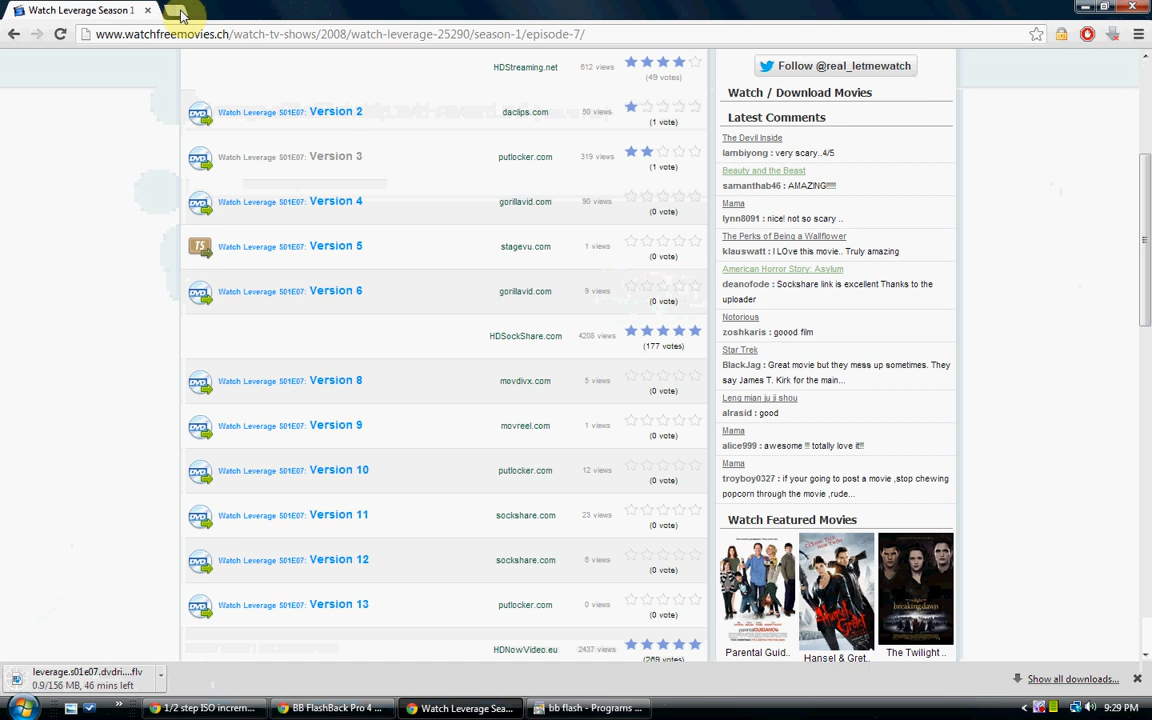 Watch Leverage Season 1
www.watchfreemovies.ch/watch-tv-shows/2008/watch-leverage-25290/season-1/episode-7/
HDStreaming.net 612 views (49 votes)
Watch Leverage S01E07: Version 2 daclips.com 50 views (1 vote)
Watch Leverage S01E07: Version 3 putlocker.com 319 views (1 vote)
Watch Leverage S01E07: Version 4 gorillavid.com 90 views (0 vote)
TS Watch Leverage S01E07: Version 5 stagevu.com 1 views (0 vote)
Watch Leverage S01E07: Version 6 gorillavid.com 9 views (0 vote)
HDSockShare.com 4208 views (177 votes)
DVD Watch Leverage S01E07: Version 8 movdivx.com 5 views (0 vote)
DVD Watch Leverage S01E07: Version 9 movreel.com 1 views (0 vote)
DVD Watch Leverage S01E07: Version 10 putlocker.com 12 views (0 vote)
DVD Watch Leverage S01E07: Version 11 sockshare.com 23 views (0 vote)
DVD Watch Leverage S01E07: Version 12 sockshare.com 6 views (0 vote)
DVD Watch Leverage S01E07: Version 13 putlocker.com 0 views (0 vote)
HDNowVideo.eu 2437 views (269 votes)
Follow @real_letmewatch
Watch / Download Movies
Latest Comments
The Devil Inside
lambiyong : very scary..4/5
Beauty and the Beast
samanthab46 : AMAZING!!!!!
Mama
lynn8091 : nice! not so scary ..
The Perks of Being a Wallflower
klauswatt : I LOve this movie.. Truly amazing
American Horror Story: Asylum
deanofode : Sockshare link is excellent Thanks to the
uploader
Notorious
zoshkaris : goood film
Star Trek
BlackJag : Great movie but they mess up sometimes. They
say James T. Kirk for the main...
Leng mian ju ji shou
alrasid : good
Mama
alice999 : awesome !! totally love it!!
Mama
troyboy0327 : if your going to post a movie ,stop chewing
popcorn through the movie ,rude...
Watch Featured Movies
Parental Guid.. Hansel & Gret.. The Twilight ..
leverage.s01e07.dvdri....flv
0.9/156 MB, 46 mins left
Show all downloads...
1/2 step ISO increm... BB FlashBack Pro 4 ... Watch Leverage Sea... bb flash - Programs ... 9:29 PM